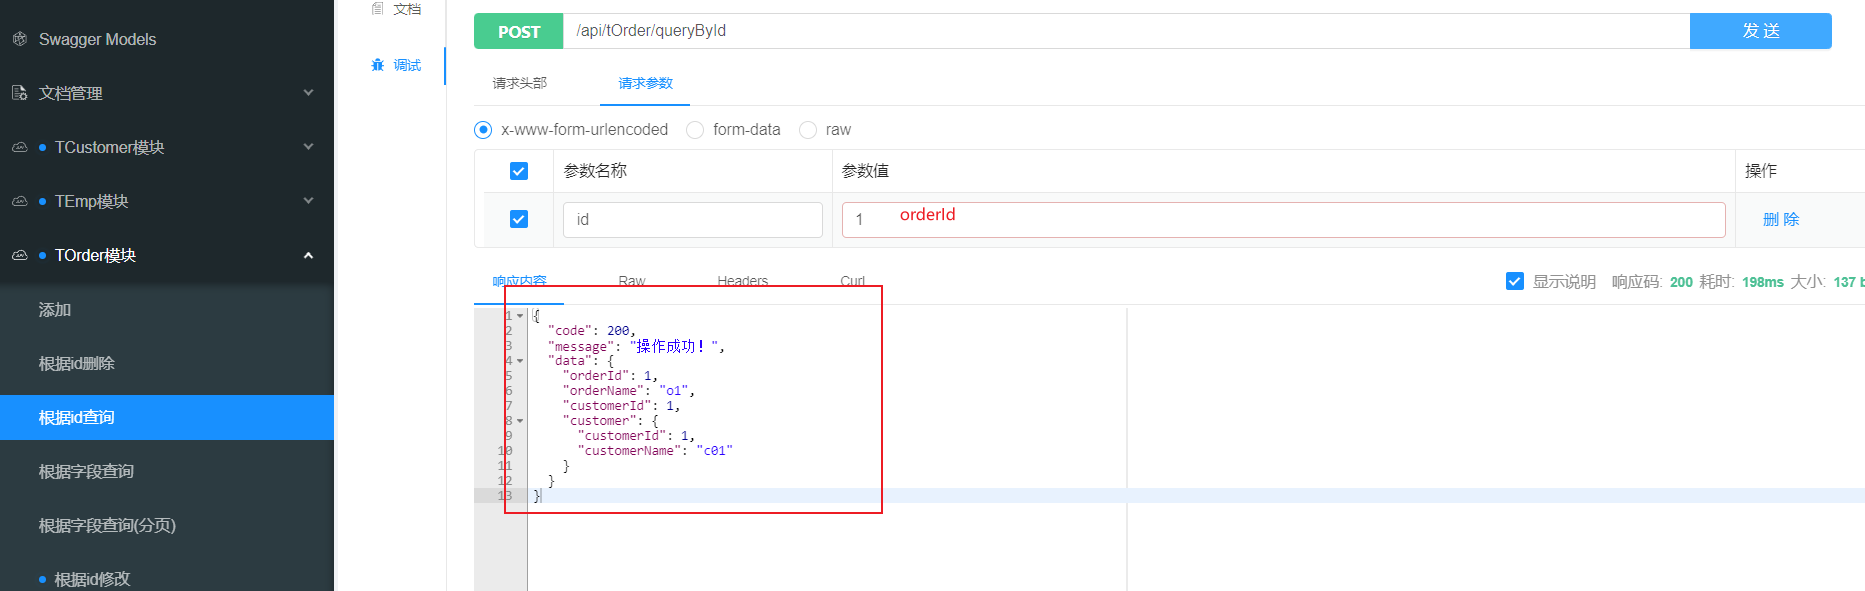 Swagger Models
文档管理
TCustomer模块
TEmp模块
TOrder模块
添加
根据id删除
根据id查询
根据字段查询
根据字段查询(分页)
根据id修改
文档
调试
POST /api/tOrder/queryById 发 送
请求头部 请求参数
x-www-form-urlencoded form-data raw
参数名称 参数值 操作
id 1 orderId 删 除
响应内容 Raw Headers Curl 显示说明 响应码: 200 耗时: 198ms 大小: 137 b
1 {
2 "code": 200,
3 "message": "操作成功！",
4 "data": {
5 "orderId": 1,
6 "orderName": "o1",
7 "customerId": 1,
8 "customer": {
9 "customerId": 1,
10 "customerName": "c01"
11 }
12 }
13 }